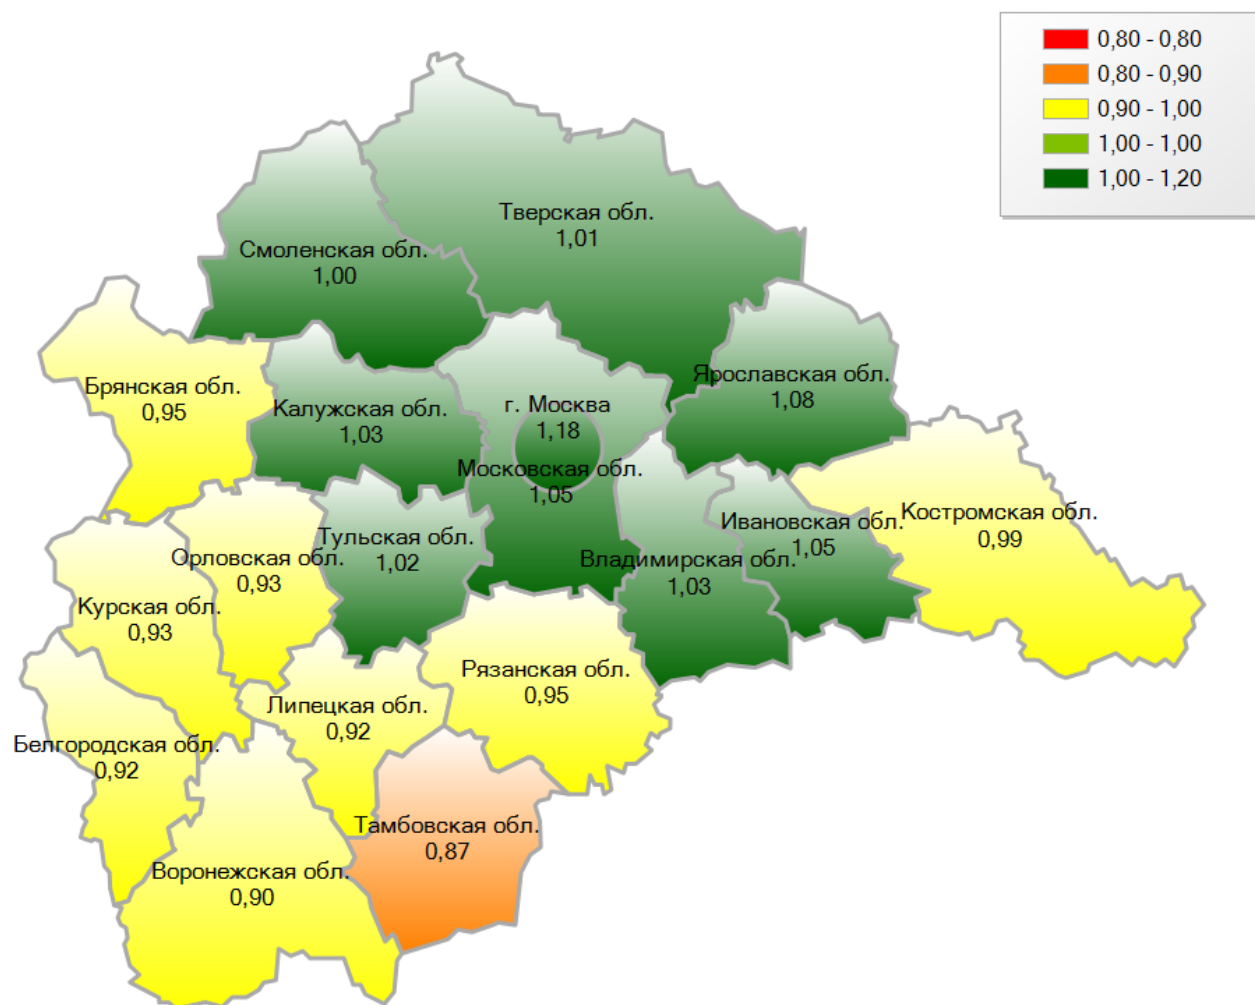 0,80 - 0,80
0,80 - 0,90
0,90 - 1,00
1,00 - 1,00
1,00 - 1,20
Тверская обл.
1,01
Смоленская обл.
1,00
Ярославская обл.
1,08
Брянская обл.
0,95
Калужская обл.
1,03
г. Москва
1,18
Московская обл.
1,05
Костромская обл.
0,99
Ивановская обл.
1,05
Тульская обл.
1,02
Орловская обл.
0,93
Владимирская обл.
1,03
Курская обл.
0,93
Рязанская обл.
0,95
Липецкая обл.
0,92
Белгородская обл.
0,92
Тамбовская обл.
0,87
Воронежская обл.
0,90